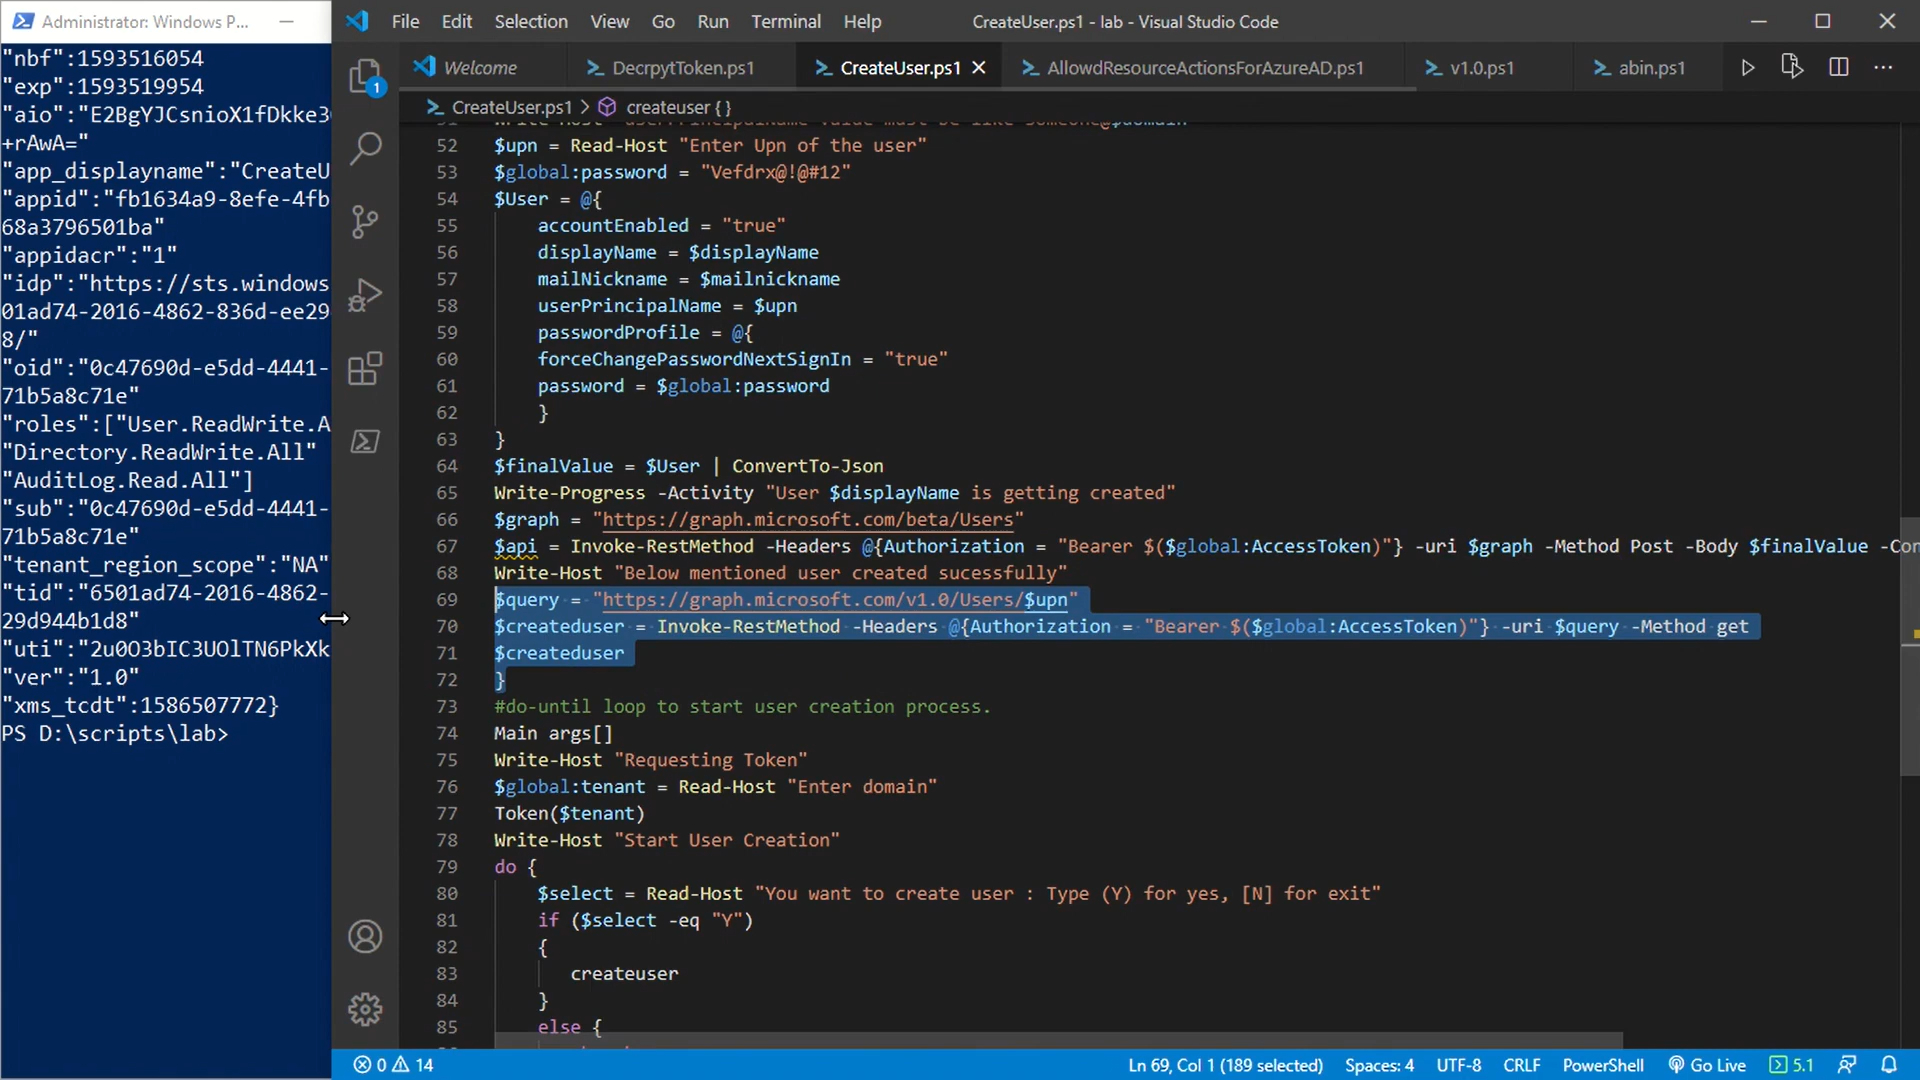 Administrator: Windows P...
"nbf":1593516054
"exp":1593519954
"aio":"E2BgYJCsnioX1fDkke3
+rAwA="
"app_displayname":"CreateU
"appid":"fb1634a9-8efe-4fb
68a3796501ba"
"appidacr":"1"
"idp":"https://sts.windows
01ad74-2016-4862-836d-ee29
8/"
"oid":"0c47690d-e5dd-4441-
71b5a8c71e"
"roles":["User.ReadWrite.A
"Directory.ReadWrite.All"
"AuditLog.Read.All"]
"sub":"0c47690d-e5dd-4441-
71b5a8c71e"
"tenant_region_scope":"NA"
"tid":"6501ad74-2016-4862-
29d944b1d8"
"uti":"2u0O3bIC3UOlTN6PkXk
"ver":"1.0"
"xms_tcdt":1586507772}
PS D:\scripts\lab>
File Edit Selection View Go Run Terminal Help
CreateUser.ps1 - lab - Visual Studio Code
Welcome DecrpytToken.ps1 CreateUser.ps1 AllowdResourceActionsForAzureAD.ps1 v1.0.ps1 abin.ps1
CreateUser.ps1 > createuser { }
1
52 $upn = Read-Host "Enter Upn of the user"
53 $global:password = "Vefdrx@!@#12"
54 $User = @{
55 accountEnabled = "true"
56 displayName = $displayName
57 mailNickname = $mailnickname
58 userPrincipalName = $upn
59 passwordProfile = @{
60 forceChangePasswordNextSignIn = "true"
61 password = $global:password
62 }
63 }
64 $finalValue = $User | ConvertTo-Json
65 Write-Progress -Activity "User $displayName is getting created"
66 $graph = "https://graph.microsoft.com/beta/Users"
67 $api = Invoke-RestMethod -Headers @{Authorization = "Bearer $($global:AccessToken)"} -uri $graph -Method Post -Body $finalValue -Con
68 Write-Host "Below mentioned user created sucessfully"
69 $query = "https://graph.microsoft.com/v1.0/Users/$upn"
70 $createduser = Invoke-RestMethod -Headers @{Authorization = "Bearer $($global:AccessToken)"} -uri $query -Method get
71 $createduser
72 }
73 #do-until loop to start user creation process.
74 Main args[]
75 Write-Host "Requesting Token"
76 $global:tenant = Read-Host "Enter domain"
77 Token($tenant)
78 Write-Host "Start User Creation"
79 do {
80 $select = Read-Host "You want to create user : Type (Y) for yes, [N] for exit"
81 if ($select -eq "Y")
82 {
83 createuser
84 }
85 else {
0 14
Ln 69, Col 1 (189 selected) Spaces: 4 UTF-8 CRLF PowerShell Go Live 5.1